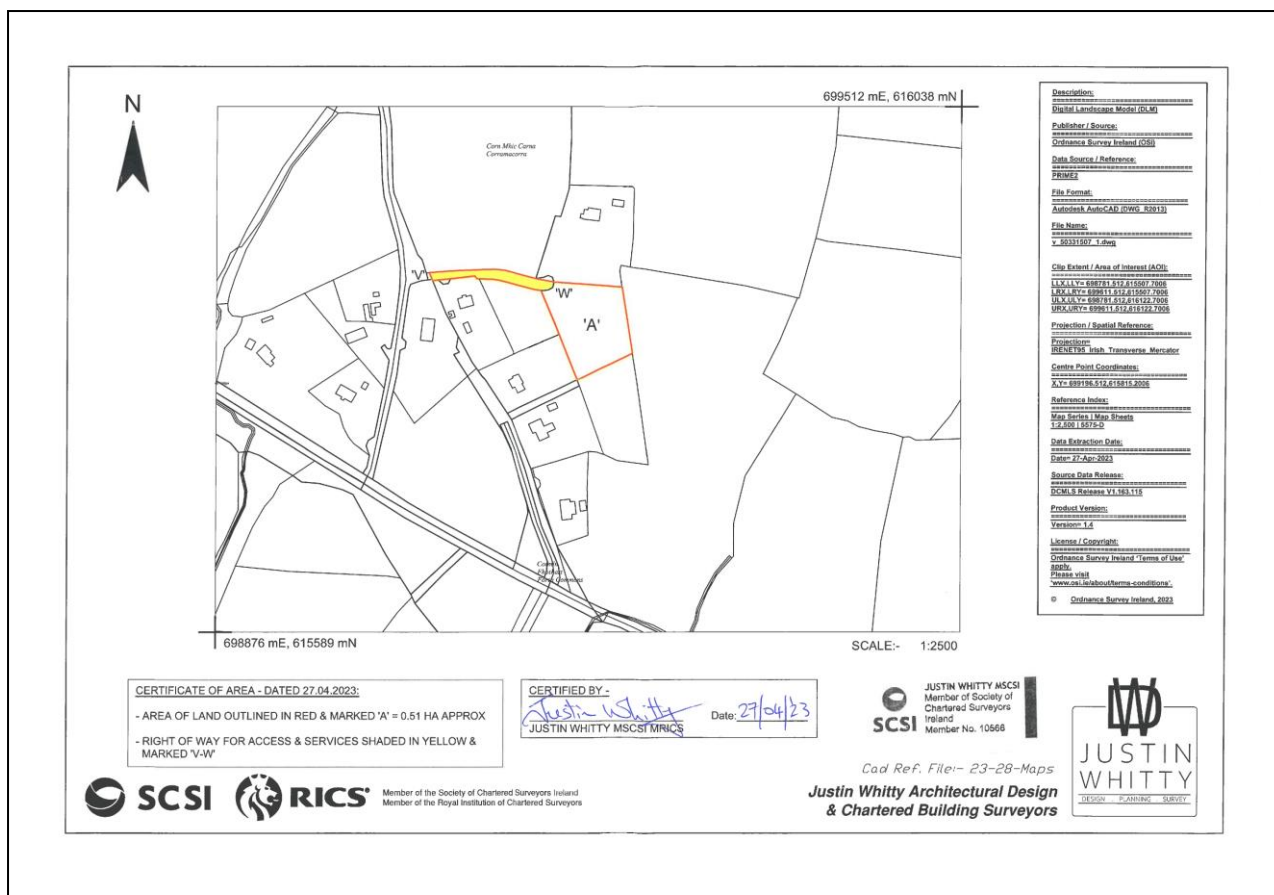 N
699512 mE, 616038 mN
Carn Mhic Carna
Corramacorra
'V'
'W'
'A'
698876 mE, 615589 mN
SCALE:- 1:2500
Description:
Digital Landscape Model (DLM)
Publisher / Source:
Ordnance Survey Ireland (OSI)
Data Source / Reference:
PRIME2
File Format:
Autodesk AutoCAD (DWG_R2013)
File Name:
v_50331507_1.dwg
Clip Extent / Area of Interest (AOI):
LLX,LLY= 698781.512,615507.7006
LRX,LRY= 699611.512,615507.7006
ULX,ULY= 698781.512,616122.7006
URX,URY= 699611.512,616122.7006
Projection / Spatial Reference:
Projection=
IRENET95_Irish_Transverse_Mercator
Centre Point Coordinates:
X,Y= 699196.512,615815.2006
Reference Index:
Map Series | Map Sheets
1:2,500 | 5575-D
Data Extraction Date:
Date= 27-Apr-2023
Source Data Release:
DCMLS Release V1.163.115
Product Version:
Version= 1.4
License / Copyright:
Ordnance Survey Ireland 'Terms of Use'
apply.
Please visit
'www.osi.ie/about/terms-conditions'.
© Ordnance Survey Ireland, 2023
CERTIFICATE OF AREA - DATED 27.04.2023:
- AREA OF LAND OUTLINED IN RED & MARKED 'A' = 0.51 HA APPROX
- RIGHT OF WAY FOR ACCESS & SERVICES SHADED IN YELLOW &
MARKED 'V-W'
CERTIFIED BY -
Justin Whitty
JUSTIN WHITTY MSCSI MRICS
Date: 27/04/23
SCSI
JUSTIN WHITTY MSCSI
Member of Society of
Chartered Surveyors
Ireland
Member No. 10566
Cad Ref. File:- 23-28-Maps
Justin Whitty Architectural Design
& Chartered Building Surveyors
JUSTIN
WHITTY
DESIGN . PLANNING . SURVEY
SCSI
RICS
Member of the Society of Chartered Surveyors Ireland
Member of the Royal Institution of Chartered Surveyors